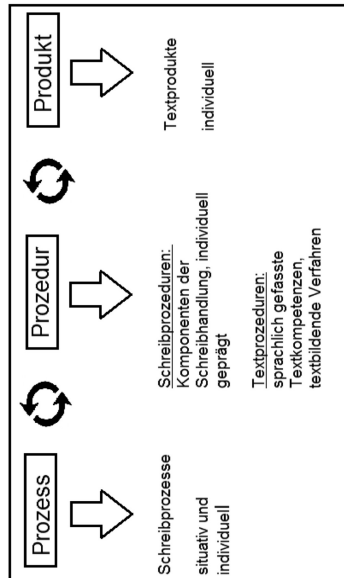 Prozess
Schreibprozesse
situativ und
individuell
Prozedur
Schreibprozeduren:
Komponenten der
Schreibhandlung, individuell
geprägt
Textprozeduren:
sprachlich gefasste
Textkompetenzen,
textbildende Verfahren
Produkt
Textprodukte
individuell